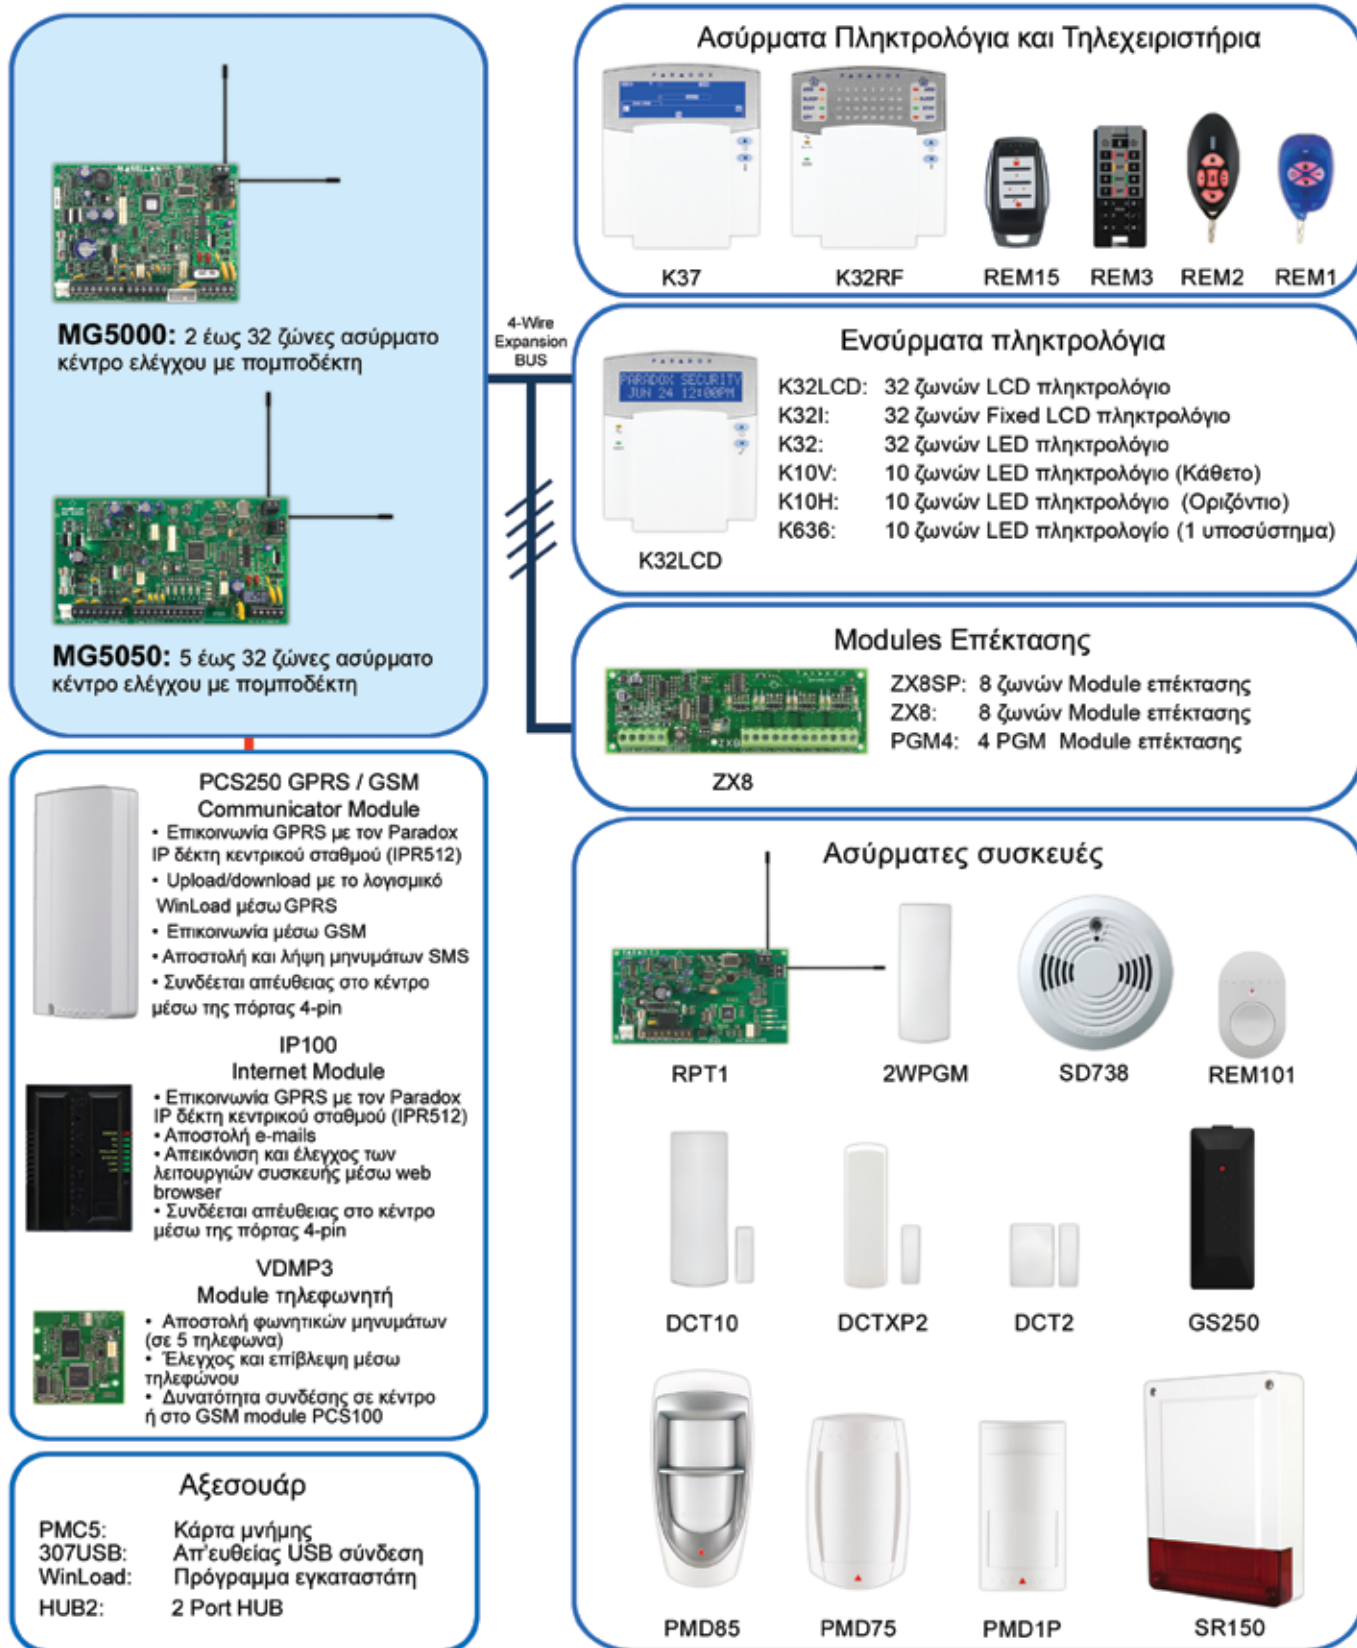 MG5000: 2 έως 32 ζώνες ασύρματο
κέντρο ελέγχου με πομποδέκτη
MG5050: 5 έως 32 ζώνες ασύρματο
κέντρο ελέγχου με πομποδέκτη
4-Wire
Expansion
BUS
Ασύρματα Πληκτρολόγια και Τηλεχειριστήρια
PARADOX
PARADOX
K37
K32RF
REM15
REM3
REM2
REM1
Ενσύρματα πληκτρολόγια
PARADOX
PARADOX SECURITY
JUN 24 12:00PM
K32LCD
K32LCD: 32 ζωνών LCD πληκτρολόγιο
K32I: 32 ζωνών Fixed LCD πληκτρολόγιο
K32: 32 ζωνών LED πληκτρολόγιο
K10V: 10 ζωνών LED πληκτρολόγιο (Κάθετο)
K10H: 10 ζωνών LED πληκτρολόγιο (Οριζόντιο)
K636: 10 ζωνών LED πληκτρολογίο (1 υποσύστημα)
Modules Επέκτασης
ZX8
ZX8
ZX8SP: 8 ζωνών Module επέκτασης
ZX8: 8 ζωνών Module επέκτασης
PGM4: 4 PGM Module επέκτασης
PCS250 GPRS / GSM
Communicator Module
• Επικοινωνία GPRS με τον Paradox
IP δέκτη κεντρικού σταθμού (IPR512)
• Upload/download με το λογισμικό
WinLoad μέσω GPRS
• Επικοινωνία μέσω GSM
• Αποστολή και λήψη μηνυμάτων SMS
• Συνδέεται απέυθειας στο κέντρο
μέσω της πόρτας 4-pin
IP100
Internet Module
• Επικοινωνία GPRS με τον Paradox
IP δέκτη κεντρικού σταθμού (IPR512)
• Αποστολή e-mails
• Απεικόνιση και έλεγχος των
λειτουργιών συσκευής μέσω web
browser
• Συνδέεται απέυθειας στο κέντρο
μέσω της πόρτας 4-pin
VDMP3
Module τηλεφωνητή
• Αποστολή φωνητικών μηνυμάτων
(σε 5 τηλεφωνα)
• Έλεγχος και επίβλεψη μέσω
τηλεφώνου
• Δυνατότητα συνδέσης σε κέντρο
ή στο GSM module PCS100
Αξεσουάρ
PMC5: Κάρτα μνήμης
307USB: Απ'ευθείας USB σύνδεση
WinLoad: Πρόγραμμα εγκαταστάτη
HUB2: 2 Port HUB
Ασύρματες συσκευές
RPT1
2WPGM
SD738
REM101
DCT10
DCTXP2
DCT2
GS250
PMD85
PMD75
PMD1P
SR150